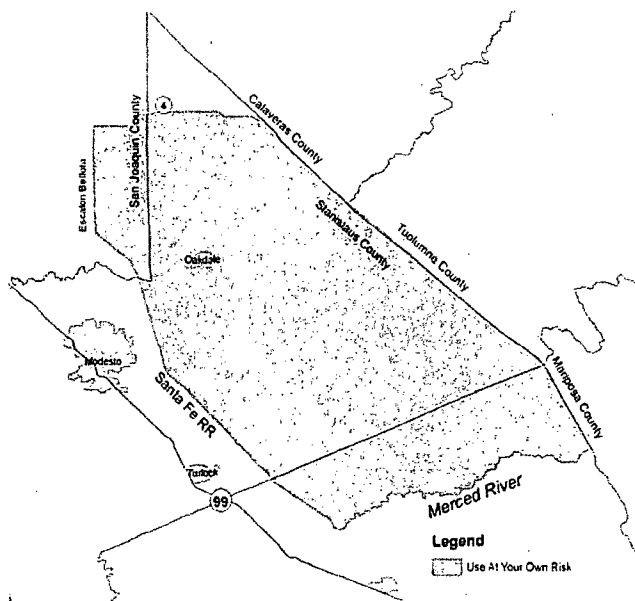 4
Calaveras County
San Joaquin County
Escalon Bellota
Stanislaus County
Tuolumne County
Oakdale
Modesto
Mariposa County
Santa Fe RR
Turlock
99
Merced River
Legend
Use At Your Own Risk